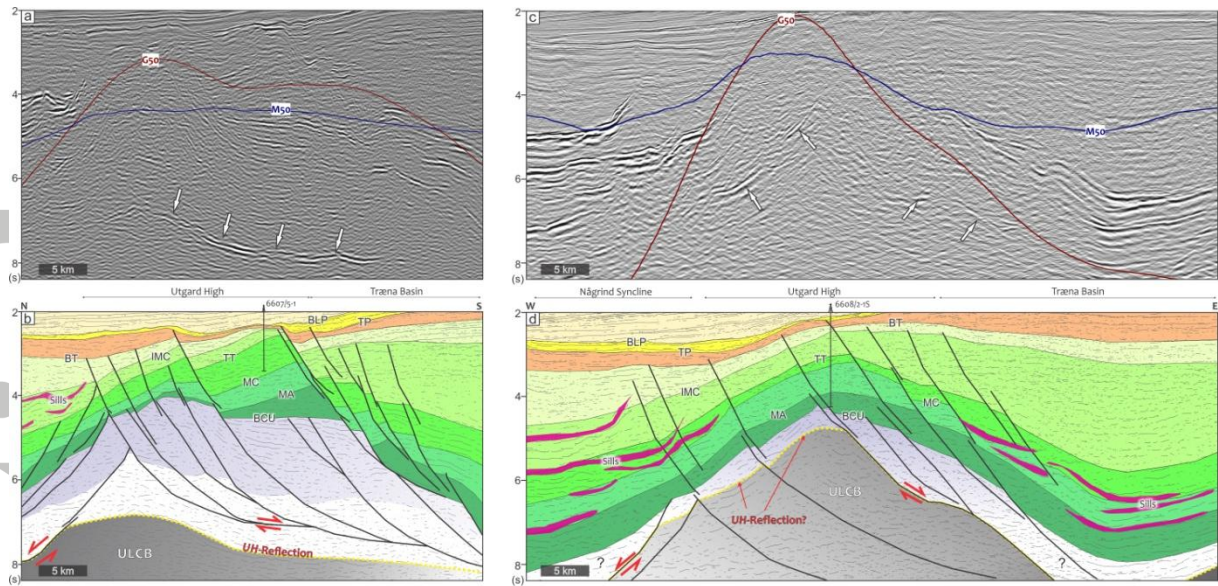 a
2
4
6
8
(s)
G50
M50
5 km
c
2
4
6
8
(s)
G50
M50
5 km
Utgard High
Træna Basin
N
6607/5-1
S
b
2
4
6
8
(s)
BLP
TP
BT
IMC
TT
MC
MA
BCU
Sills
UH-Reflection
ULCB
5 km
Någrind Syncline
Utgard High
Træna Basin
W
6608/2-1S
E
d
2
4
6
8
(s)
BLP
TP
BT
TT
IMC
MC
MA
BCU
Sills
Sills
ULCB
UH-Reflection?
?
?
5 km